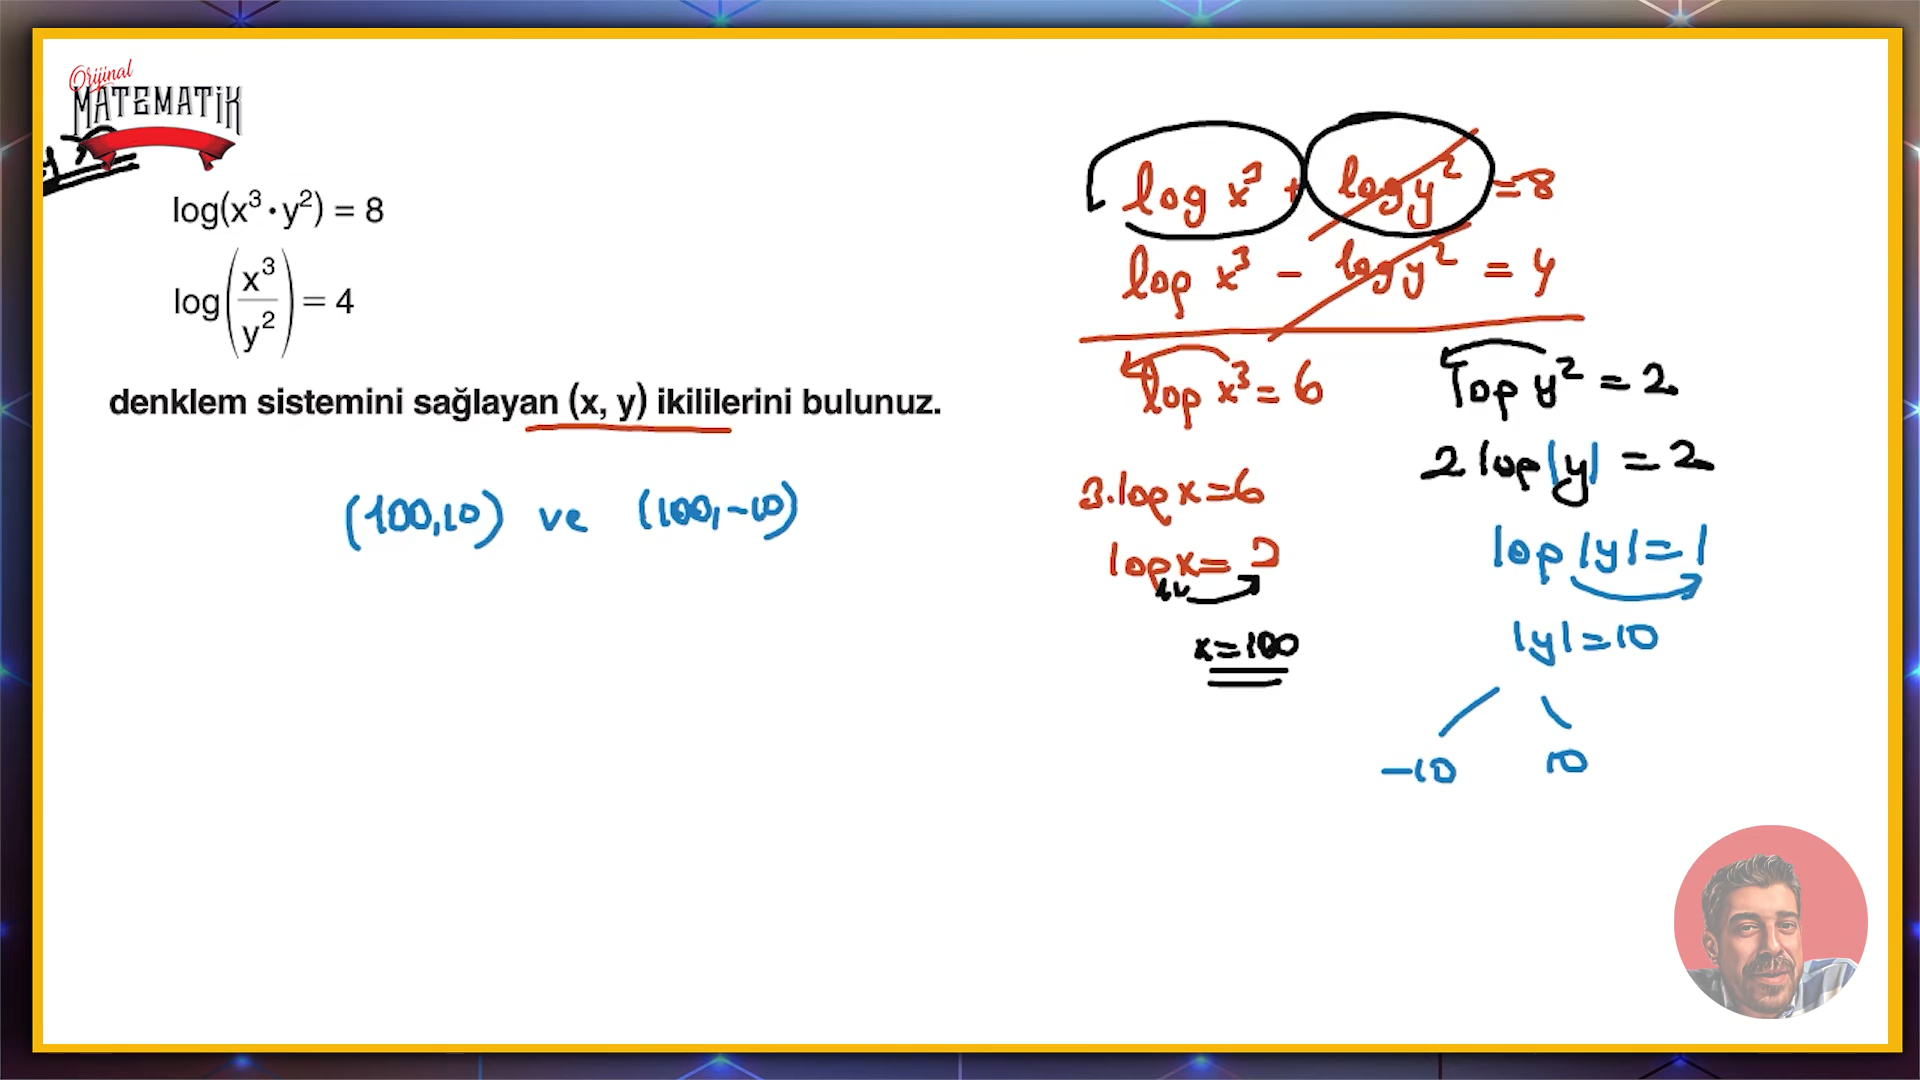 Orijinal
MATEMATİK
log(x³·y²) = 8
log(x³/y²) = 4
denklem sistemini sağlayan (x, y) ikililerini bulunuz.
(100,10) ve (100,-10)
log x³ + log y² = 8
log x³ - log y² = 4
log x³ = 6
3.log x = 6
log x = 2
x = 100
log y² = 2
2 log|y| = 2
log |y| = 1
|y| = 10
-10 10